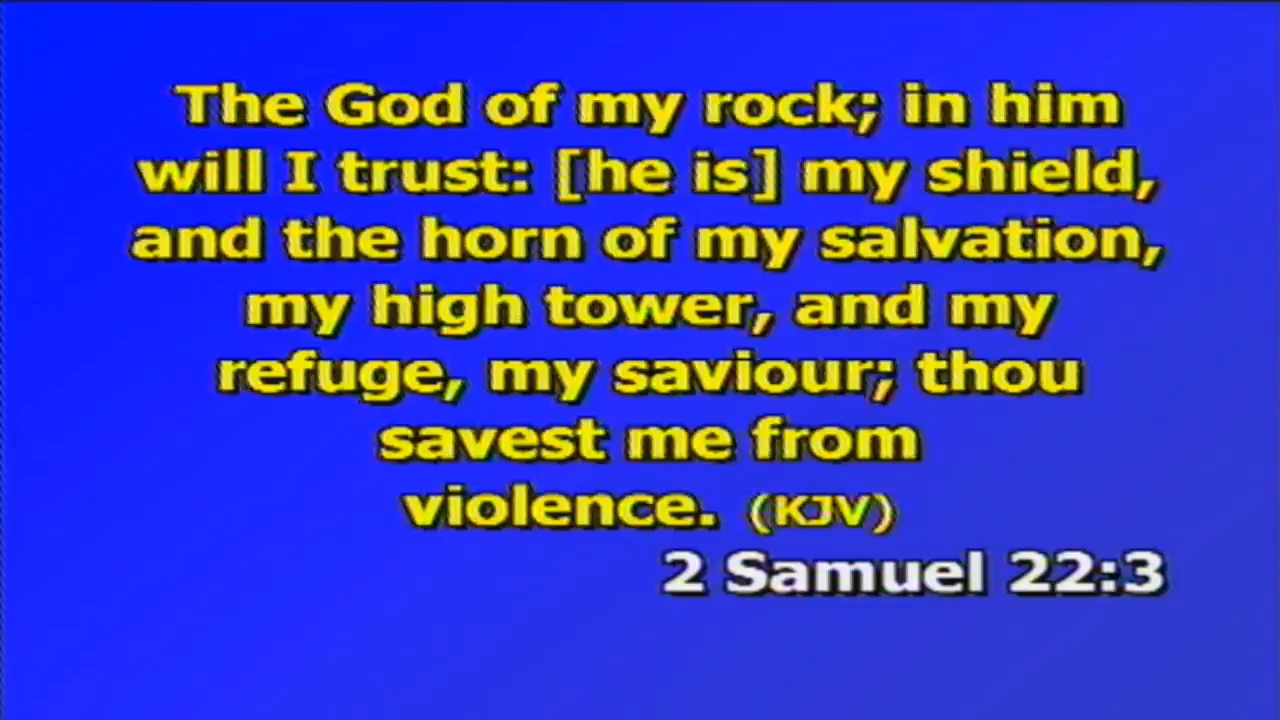 The God of my rock; in him
will I trust: [he is] my shield,
and the horn of my salvation,
my high tower, and my
refuge, my saviour; thou
savest me from
violence. (KJV)
2 Samuel 22:3